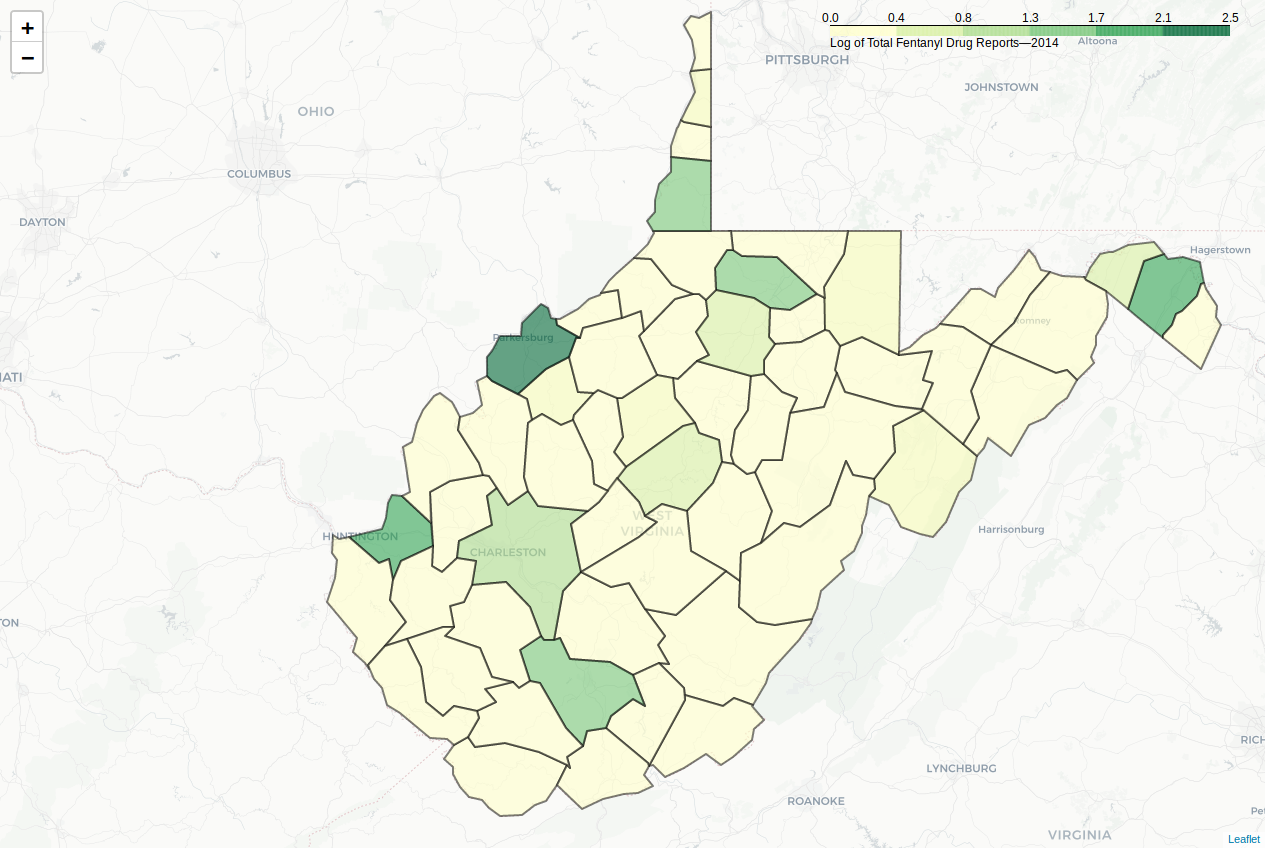 +
−
0.0 0.4 0.8 1.3 1.7 2.1 2.5
Log of Total Fentanyl Drug Reports—2014
Altoona
PITTSBURGH
JOHNSTOWN
OHIO
COLUMBUS
DAYTON
Hagerstown
Romney
Parkersburg
NATI
WEST
VIRGINIA
Harrisonburg
HUNTINGTON
CHARLESTON
TON
RICH
LYNCHBURG
ROANOKE
Pet
VIRGINIA
Leaflet